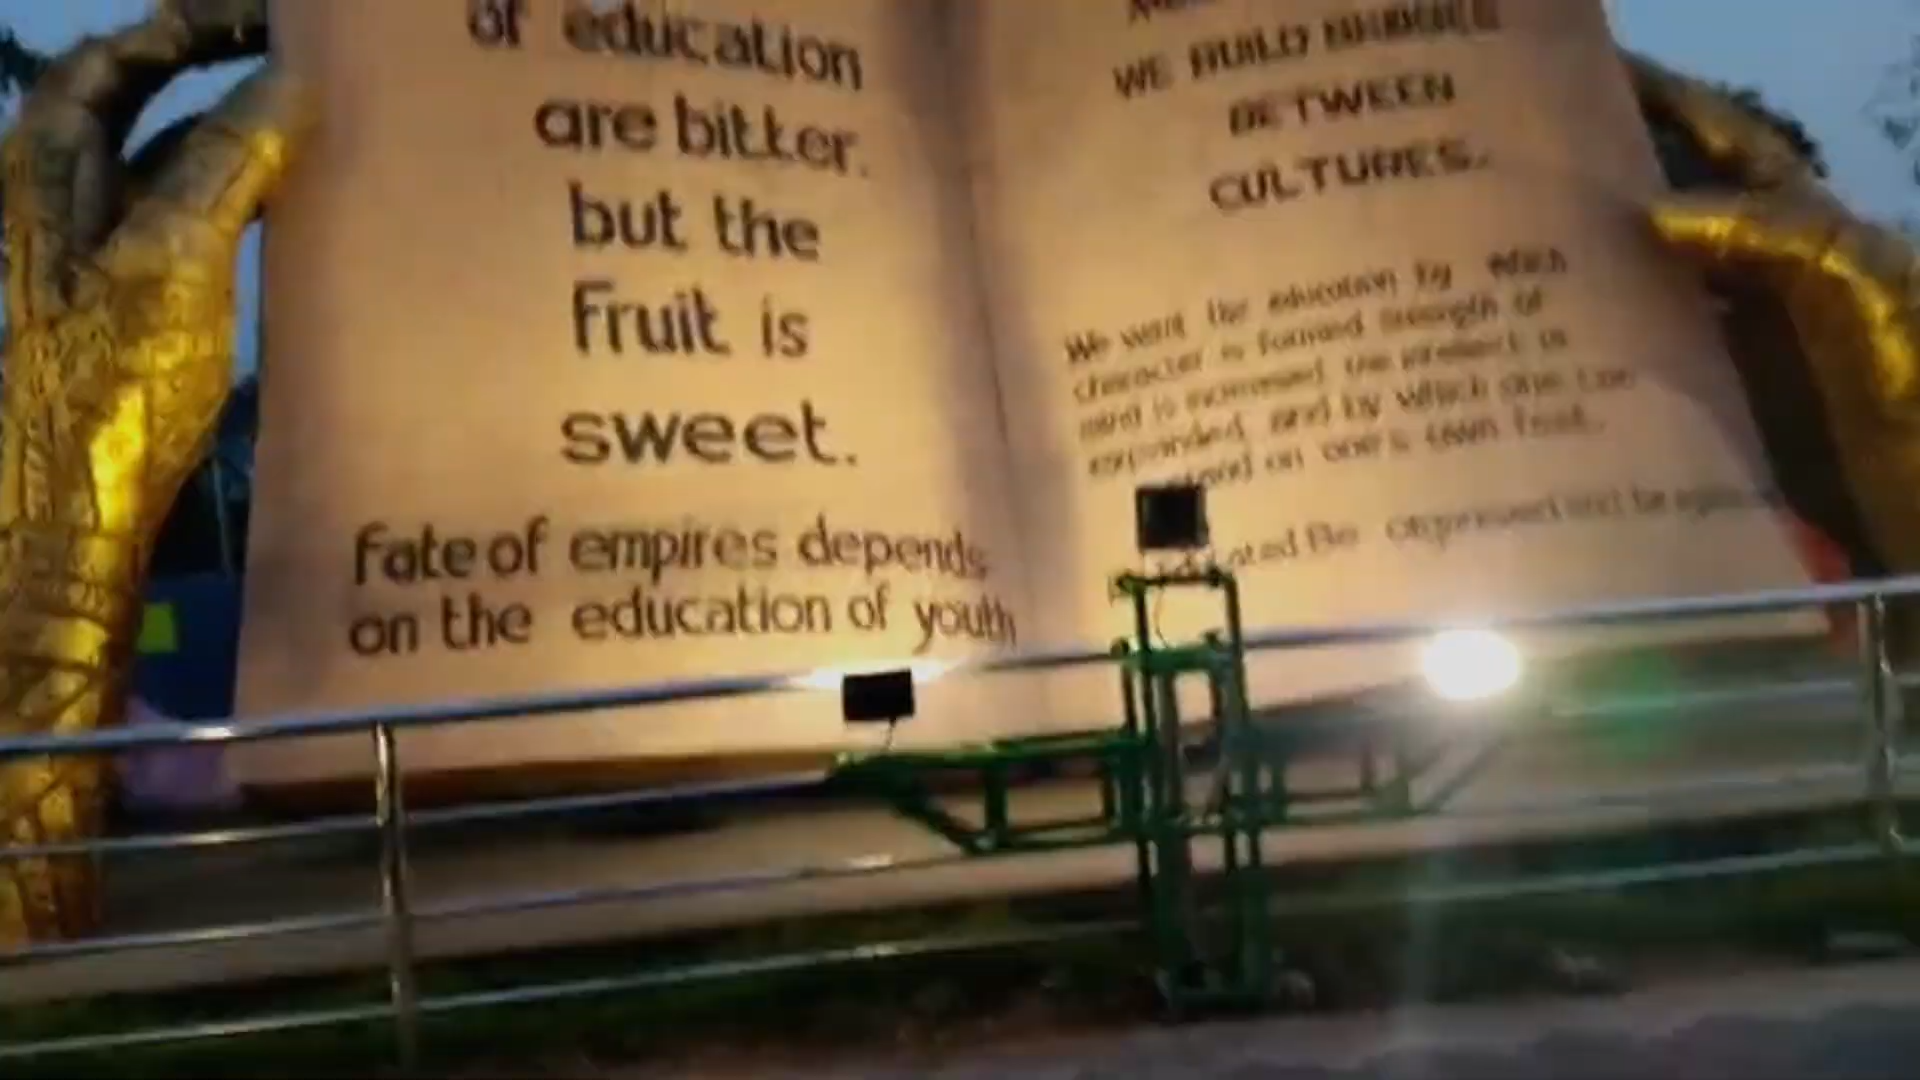 of education
are bitter.
but the
Fruit is
sweet.
Fate of empires depends
on the education of youth
WE BUILD
BETWEEN
CULTURES.
We want the education by which
character is formed strength of
mind is increased the intellect is
expanded and by which one can
stand on one's own feet.